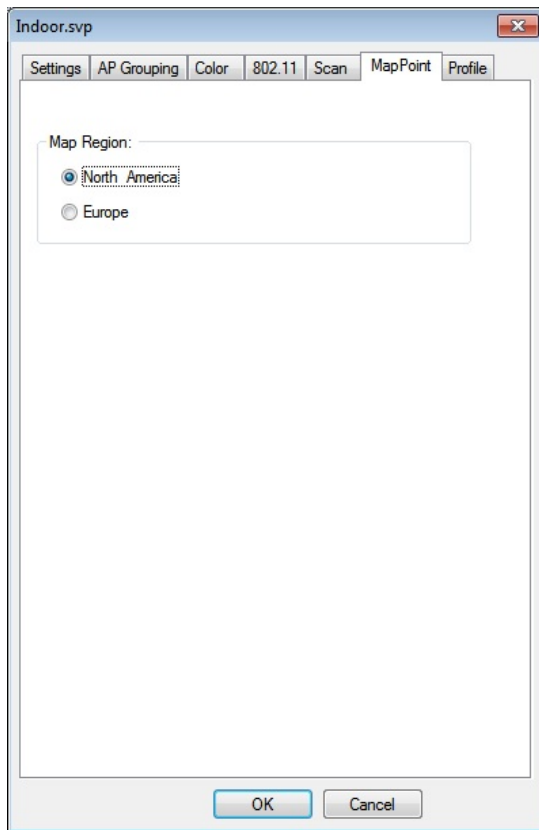 Indoor.svp
Settings AP Grouping Color 802.11 Scan MapPoint Profile
Map Region:
North America
Europe
OK Cancel